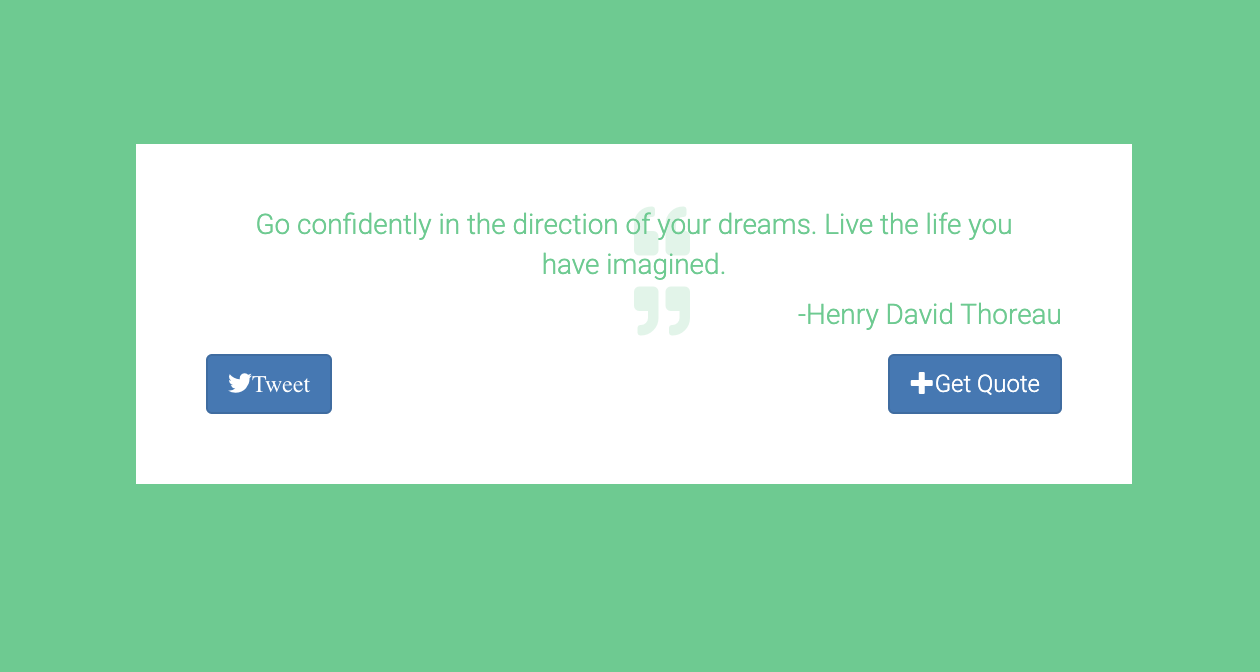 Go confidently in the direction of your dreams. Live the life you
have imagined.
-Henry David Thoreau
Tweet
Get Quote